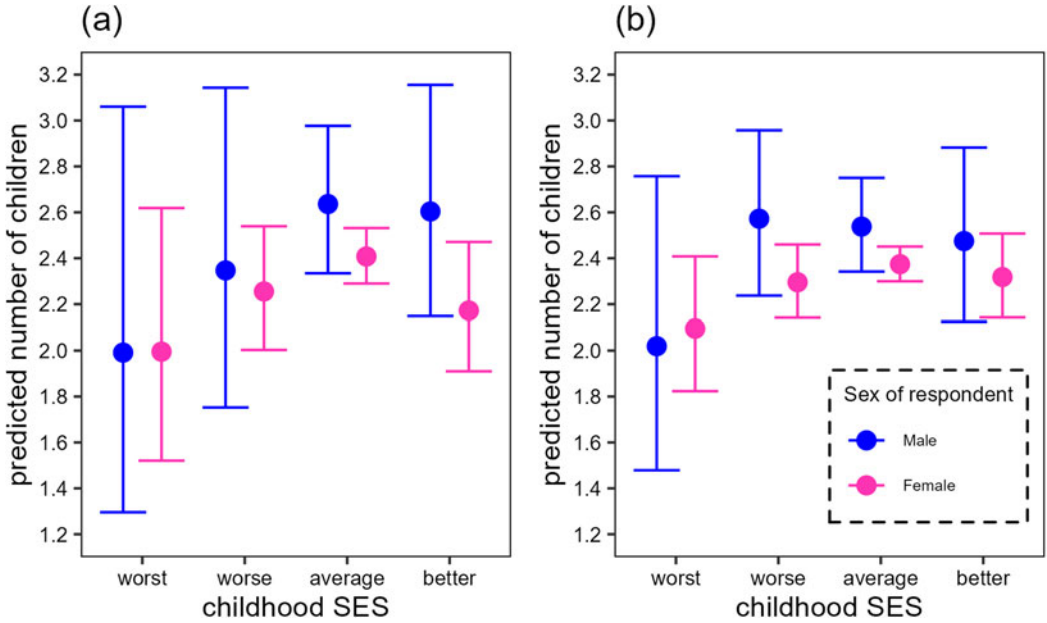 (a)
predicted number of children
3.2
3.0
2.8
2.6
2.4
2.2
2.0
1.8
1.6
1.4
1.2
worst worse average better
childhood SES
(b)
predicted number of children
3.2
3.0
2.8
2.6
2.4
2.2
2.0
1.8
1.6
1.4
1.2
Sex of respondent
Male
Female
worst worse average better
childhood SES